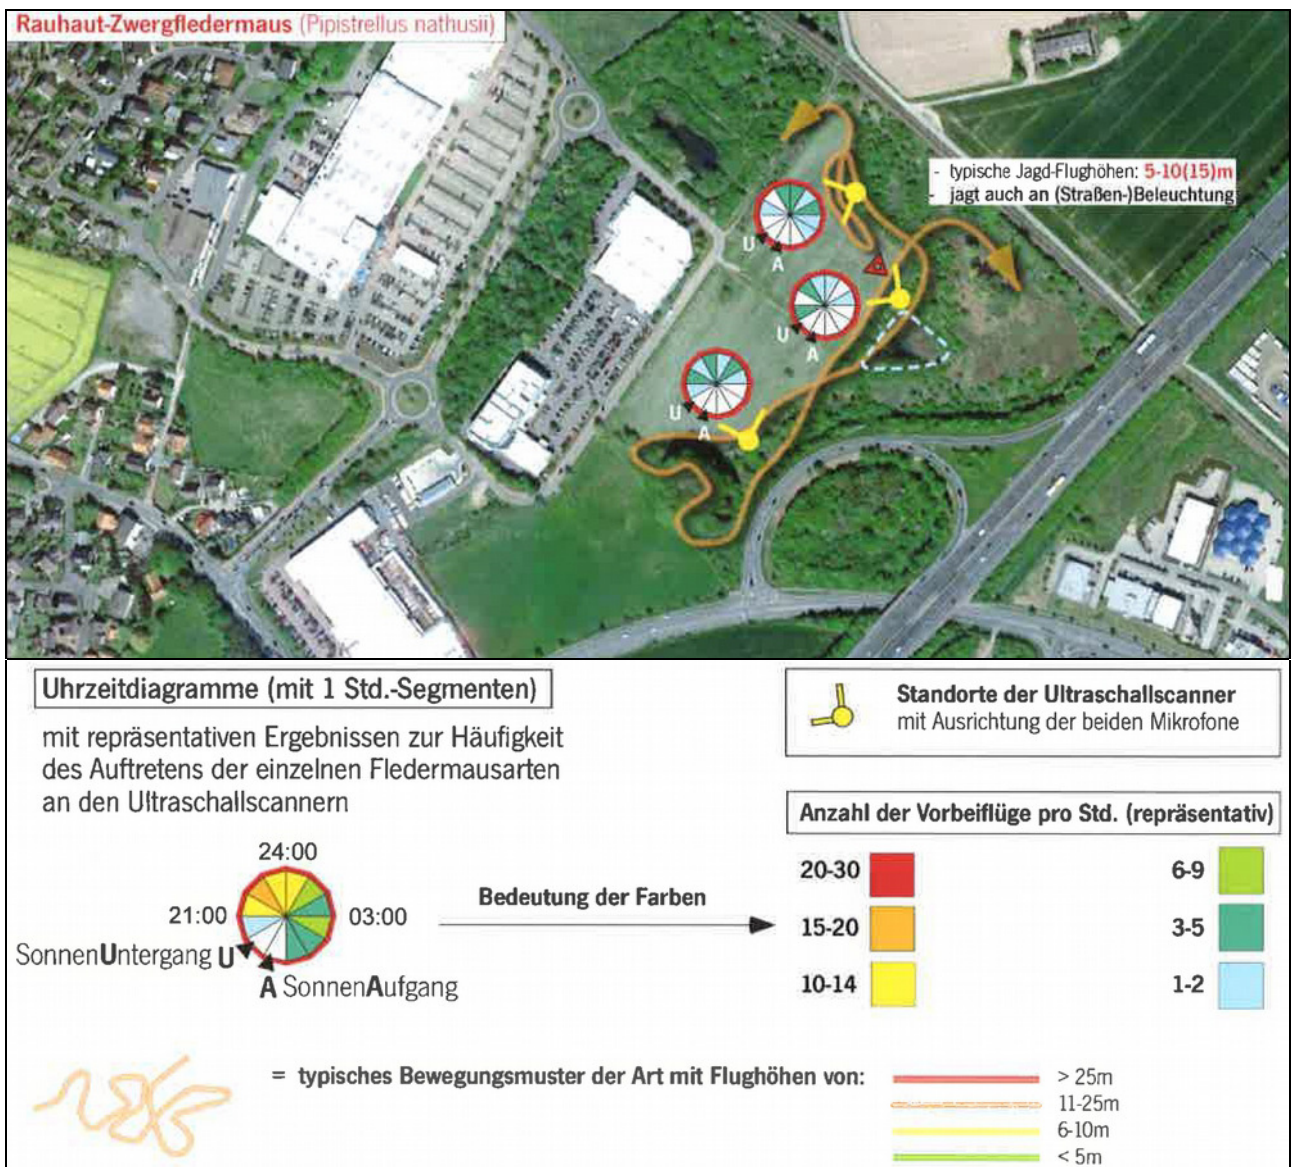 Rauhaut-Zwergfledermaus (Pipistrellus nathusii)
- typische Jagd-Flughöhen: 5-10(15)m
- jagt auch an (Straßen-)Beleuchtung
U
A
U
A
U
A
Uhrzeitdiagramme (mit 1 Std.-Segmenten)
mit repräsentativen Ergebnissen zur Häufigkeit
des Auftretens der einzelnen Fledermausarten
an den Ultraschallscannern
24:00
21:00
03:00
SonnenUntergang U
A SonnenAufgang
Bedeutung der Farben
Standorte der Ultraschallscanner
mit Ausrichtung der beiden Mikrofone
Anzahl der Vorbeiflüge pro Std. (repräsentativ)
20-30
6-9
15-20
3-5
10-14
1-2
= typisches Bewegungsmuster der Art mit Flughöhen von:
> 25m
11-25m
6-10m
< 5m